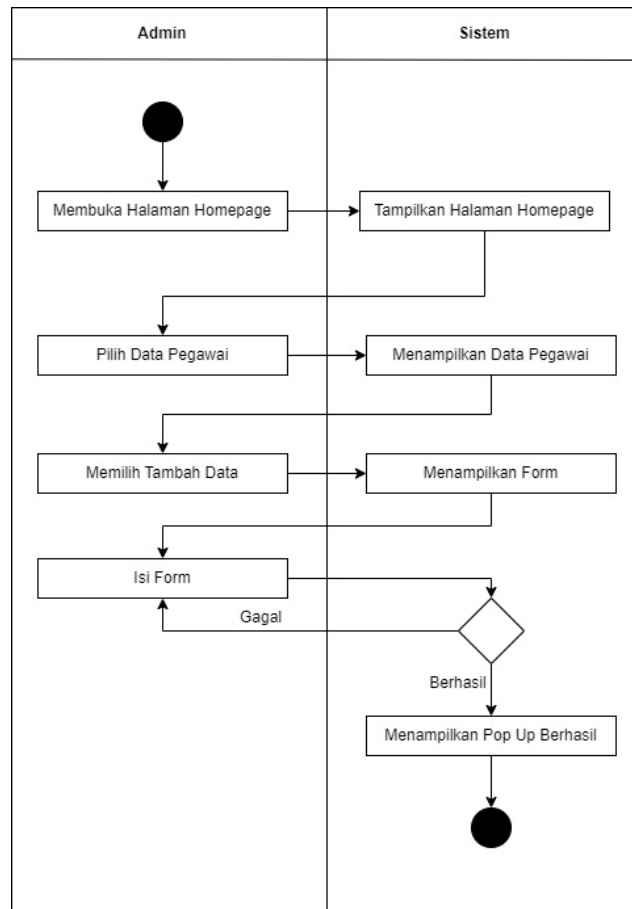 Admin
Sistem
Membuka Halaman Homepage
Tampilkan Halaman Homepage
Pilih Data Pegawai
Menampilkan Data Pegawai
Memilih Tambah Data
Menampilkan Form
Isi Form
Gagal
Berhasil
Menampilkan Pop Up Berhasil